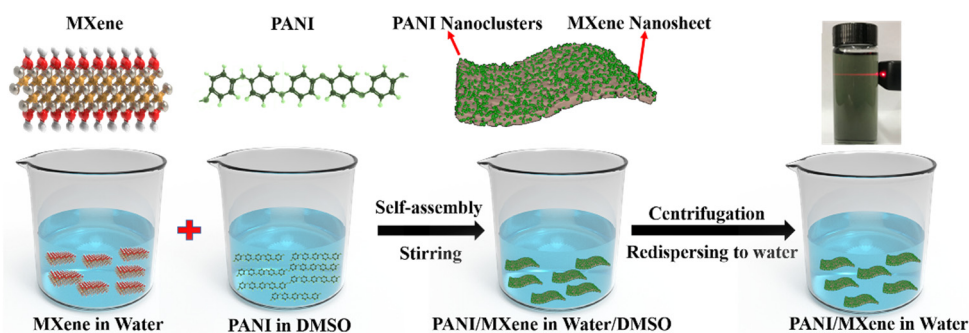 MXene
PANI
PANI Nanoclusters
MXene Nanosheet
Self-assembly
Stirring
Centrifugation
Redispersing to water
MXene in Water
PANI in DMSO
PANI/MXene in Water/DMSO
PANI/MXene in Water